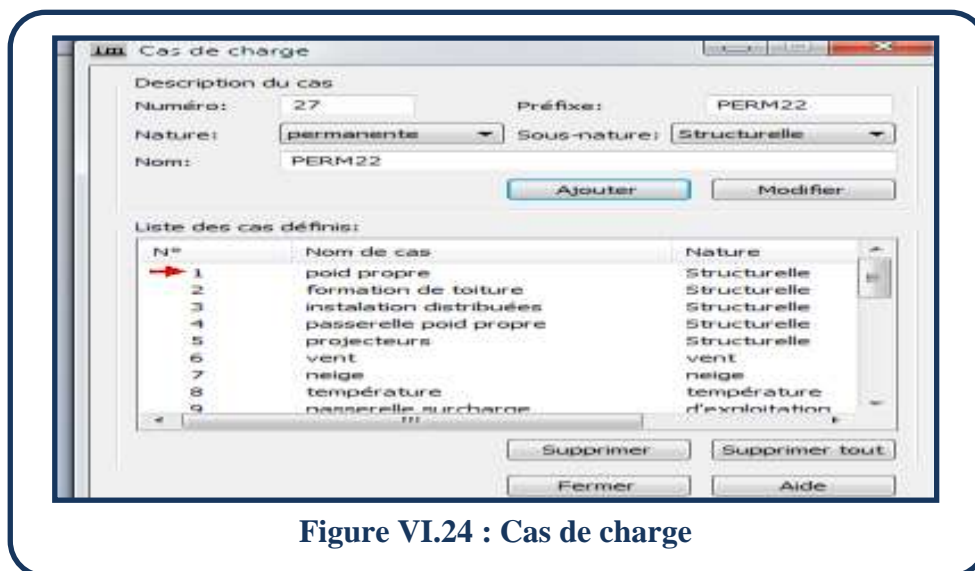 Cas de charge
Description du cas
Numéro: 27 Préfixe: PERM22
Nature: permanente Sous-nature: Structurelle
Nom: PERM22
Ajouter Modifier
Liste des cas définis:
N° Nom de cas Nature
1 poid propre Structurelle
2 formation de toiture Structurelle
3 instalation distribuées Structurelle
4 passerelle poid propre Structurelle
5 projecteurs Structurelle
6 vent vent
7 neige neige
8 température température
9 passerelle surcharge d'exploitation
Supprimer Supprimer tout
Fermer Aide
Figure VI.24 : Cas de charge